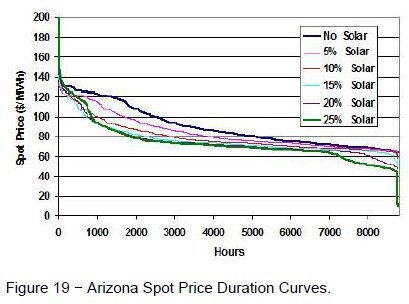 200
180
160
140
120
100
80
60
40
20
0
Spot Price ($/MWh)
No Solar
5% Solar
10% Solar
15% Solar
20% Solar
25% Solar
0 1000 2000 3000 4000 5000 6000 7000 8000
Hours
Figure 19 − Arizona Spot Price Duration Curves.